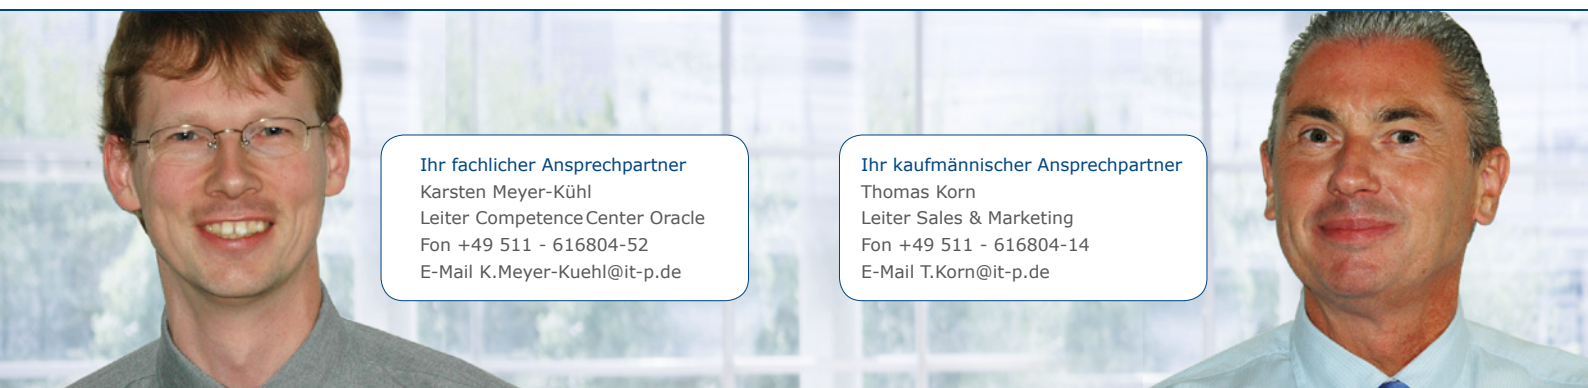 Ihr fachlicher Ansprechpartner
Karsten Meyer-Kühl
Leiter Competence Center Oracle
Fon +49 511 - 616804-52
E-Mail K.Meyer-Kuehl@it-p.de
Ihr kaufmännischer Ansprechpartner
Thomas Korn
Leiter Sales & Marketing
Fon +49 511 - 616804-14
E-Mail T.Korn@it-p.de